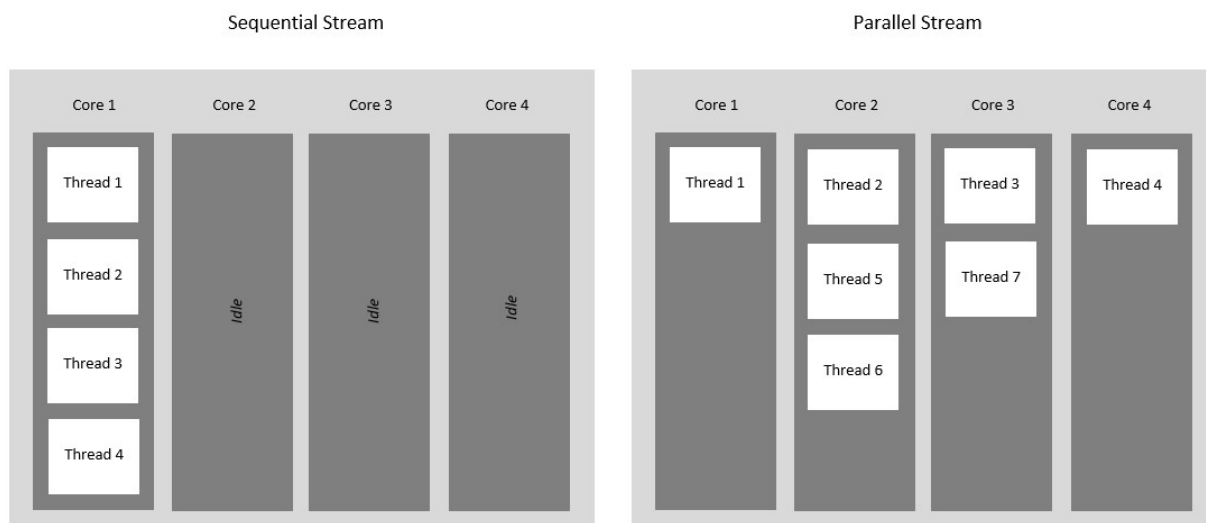 Sequential Stream
Core 1
Core 2
Core 3
Core 4
Thread 1
Thread 2
Thread 3
Thread 4
Idle
Idle
Idle
Parallel Stream
Core 1
Core 2
Core 3
Core 4
Thread 1
Thread 2
Thread 3
Thread 4
Thread 5
Thread 7
Thread 6